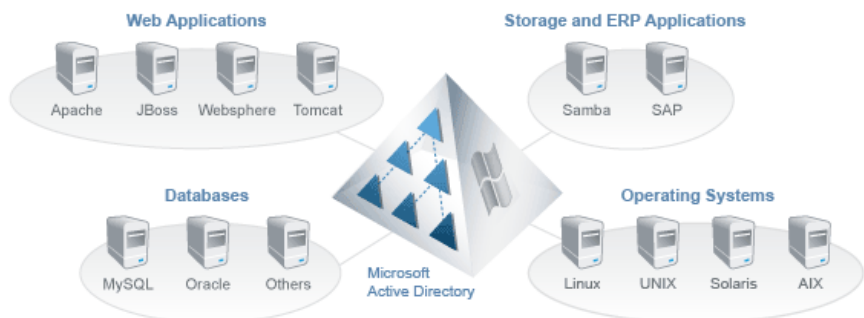 Web Applications
Apache JBoss Websphere Tomcat
Storage and ERP Applications
Samba SAP
Databases
MySQL Oracle Others
Microsoft
Active Directory
Operating Systems
Linux UNIX Solaris AIX